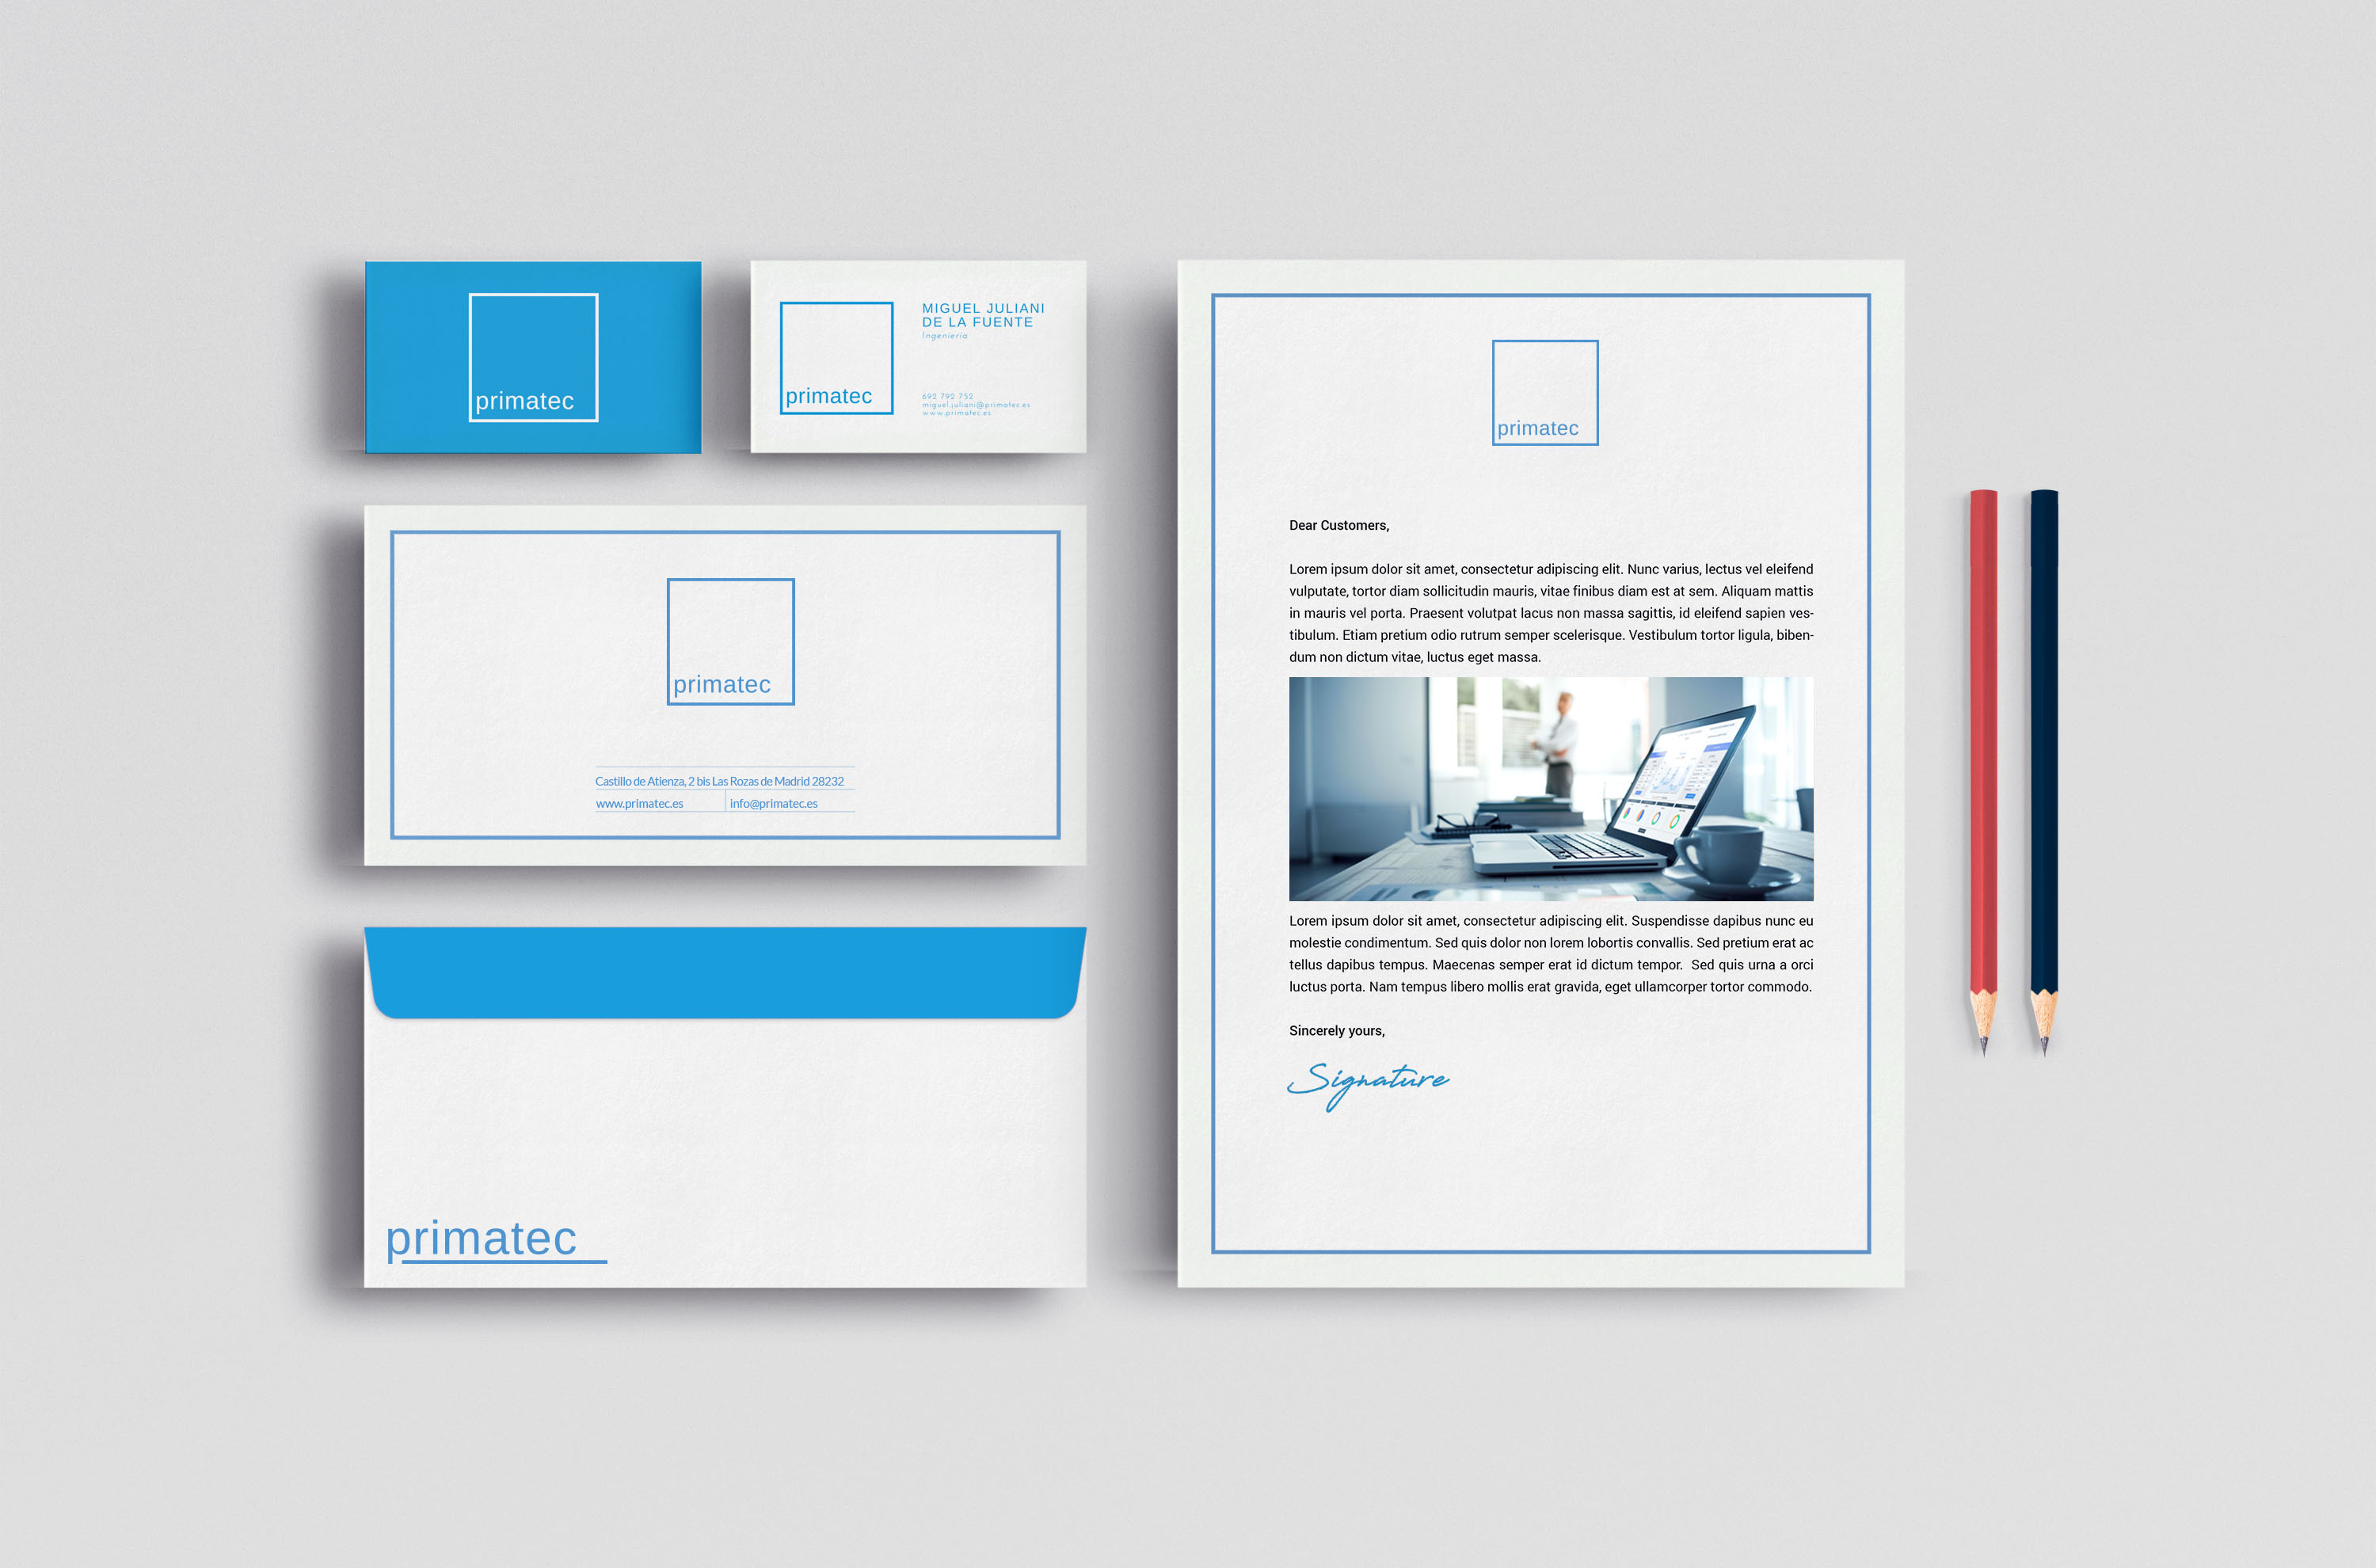 primatec
primatec
MIGUEL JULIANI
DE LA FUENTE
Ingenieria
692 792 752
miguel.juliani@primatec.es
www.primatec.es
primatec
Castillo de Atienza, 2 bis Las Rozas de Madrid 28232
www.primatec.es info@primatec.es
primatec
primatec
Dear Customers,
Lorem ipsum dolor sit amet, consectetur adipiscing elit. Nunc varius, lectus vel eleifend
vulputate, tortor diam sollicitudin mauris, vitae finibus diam est at sem. Aliquam mattis
in mauris vel porta. Praesent volutpat lacus non massa sagittis, id eleifend sapien ves-
tibulum. Etiam pretium odio rutrum semper scelerisque. Vestibulum tortor ligula, biben-
dum non dictum vitae, luctus eget massa.
Lorem ipsum dolor sit amet, consectetur adipiscing elit. Suspendisse dapibus nunc eu
molestie condimentum. Sed quis dolor non lorem lobortis convallis. Sed pretium erat ac
tellus dapibus tempus. Maecenas semper erat id dictum tempor.  Sed quis urna a orci
luctus porta. Nam tempus libero mollis erat gravida, eget ullamcorper tortor commodo.
Sincerely yours,
Signature